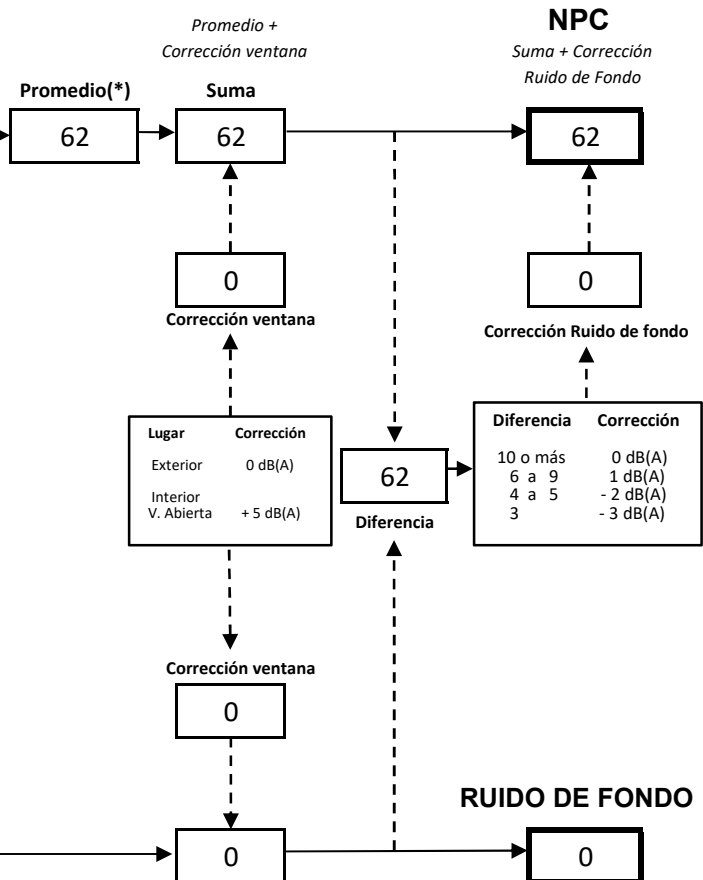 Promedio +
Corrección ventana
NPC
Suma + Corrección
Ruido de Fondo
Promedio(*)
Suma
62
62
62
0
Corrección ventana
0
Corrección Ruido de fondo
Lugar Corrección
Exterior 0 dB(A)
Interior
V. Abierta + 5 dB(A)
62
Diferencia
Diferencia Corrección
10 o más 0 dB(A)
6 a 9 1 dB(A)
4 a 5 - 2 dB(A)
3 - 3 dB(A)
Corrección ventana
0
RUIDO DE FONDO
0
0